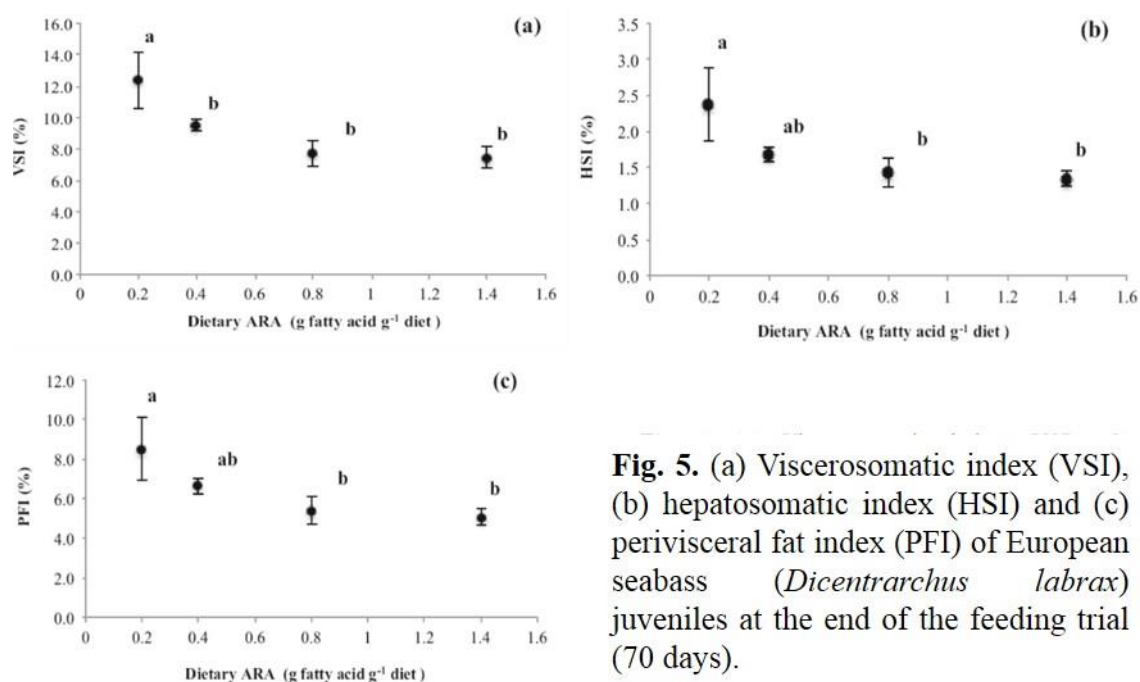 (a)
16.0
14.0
12.0
10.0
8.0
6.0
4.0
2.0
0.0
VSI (%)
a
b
b
b
0 0.2 0.4 0.6 0.8 1 1.2 1.4 1.6
Dietary ARA (g fatty acid g⁻¹ diet )
(b)
3.5
3.0
2.5
2.0
1.5
1.0
0.5
0.0
HSI (%)
a
ab
b
b
0 0.2 0.4 0.6 0.8 1 1.2 1.4 1.6
Dietary ARA (g fatty acid g⁻¹ diet )
(c)
12.0
10.0
8.0
6.0
4.0
2.0
0.0
PFI (%)
a
ab
b
b
0 0.2 0.4 0.6 0.8 1 1.2 1.4 1.6
Dietary ARA (g fatty acid g⁻¹ diet )
Fig. 5. (a) Viscerosomatic index (VSI),
(b) hepatosomatic index (HSI) and (c)
perivisceral fat index (PFI) of European
seabass (Dicentrarchus labrax)
juveniles at the end of the feeding trial
(70 days).